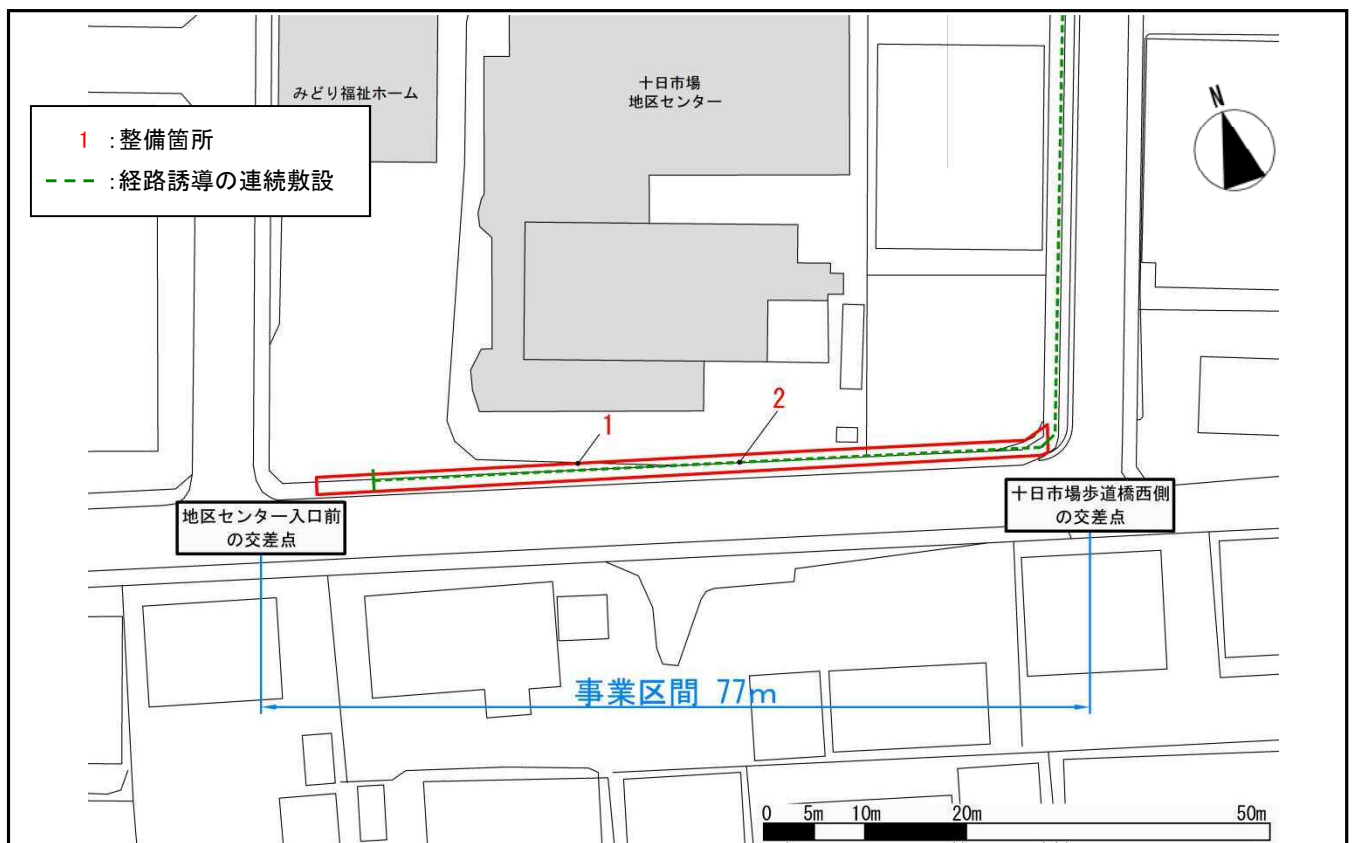 みどり福祉ホーム
十日市場
地区センター
N
1 :整備箇所
--- :経路誘導の連続敷設
1
2
地区センター入口前
の交差点
十日市場歩道橋西側
の交差点
事業区間 77m
0 5m 10m 20m 50m